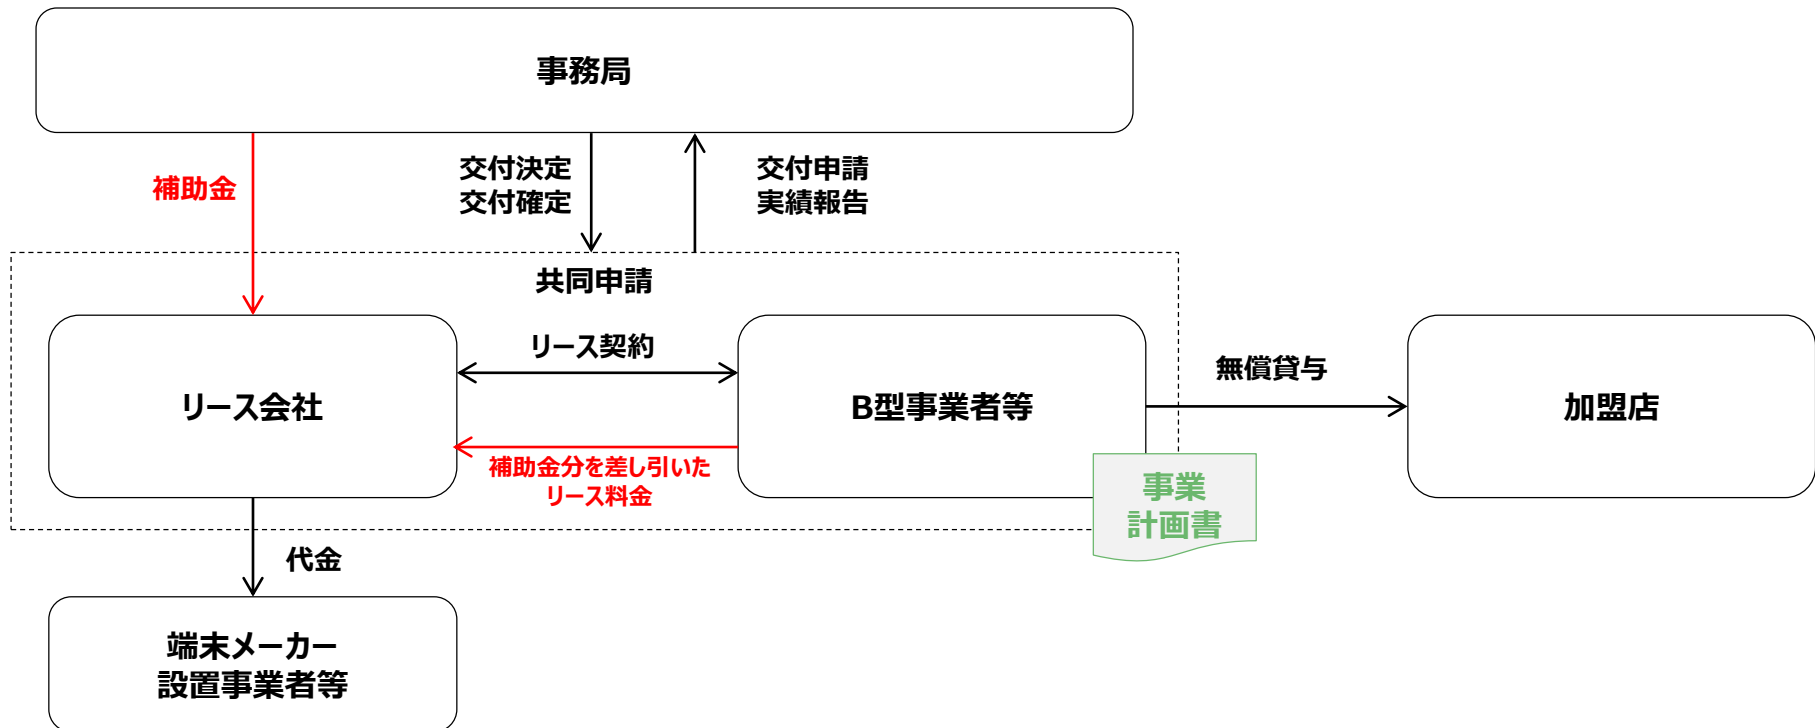 事務局
補助金
交付決定
交付確定
交付申請
実績報告
共同申請
リース会社
リース契約
補助金分を差し引いた
リース料金
B型事業者等
無償貸与
加盟店
事業
計画書
代金
端末メーカー
設置事業者等